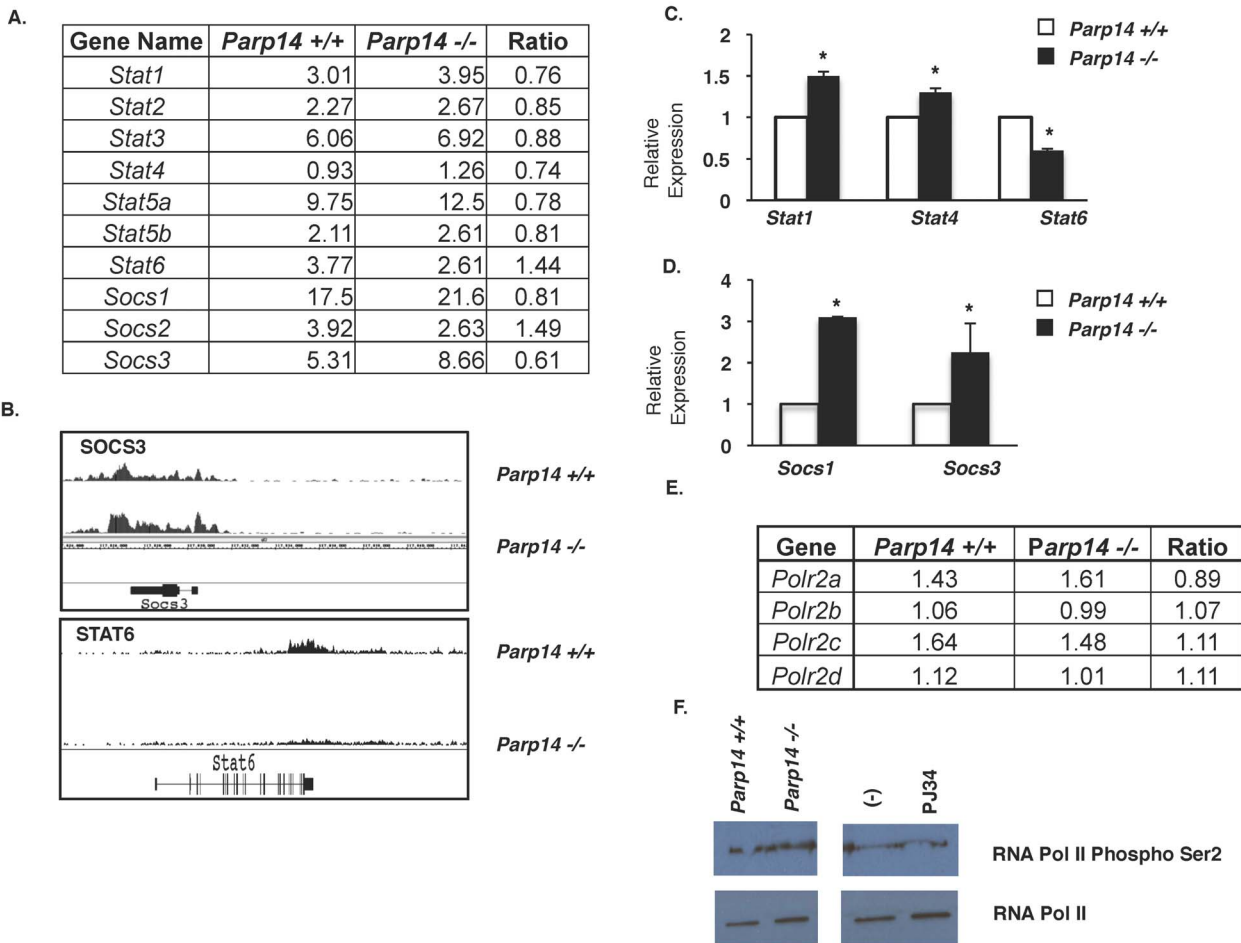 A.
Gene Name Parp14 +/+ Parp14 -/- Ratio
Stat1 3.01 3.95 0.76
Stat2 2.27 2.67 0.85
Stat3 6.06 6.92 0.88
Stat4 0.93 1.26 0.74
Stat5a 9.75 12.5 0.78
Stat5b 2.11 2.61 0.81
Stat6 3.77 2.61 1.44
Socs1 17.5 21.6 0.81
Socs2 3.92 2.63 1.49
Socs3 5.31 8.66 0.61
B.
SOCS3
Parp14 +/+
Parp14 -/-
Socs3
STAT6
Parp14 +/+
Parp14 -/-
Stat6
C.
Relative
Expression
2
1.5
1
0.5
0
* * *
Stat1 Stat4 Stat6
Parp14 +/+
Parp14 -/-
D.
Relative
Expression
4
3
2
1
0
* *
Socs1 Socs3
Parp14 +/+
Parp14 -/-
E.
Gene Parp14 +/+ Parp14 -/- Ratio
Polr2a 1.43 1.61 0.89
Polr2b 1.06 0.99 1.07
Polr2c 1.64 1.48 1.11
Polr2d 1.12 1.01 1.11
F.
Parp14 +/+ Parp14 -/- (-) PJ34
RNA Pol II Phospho Ser2
RNA Pol II